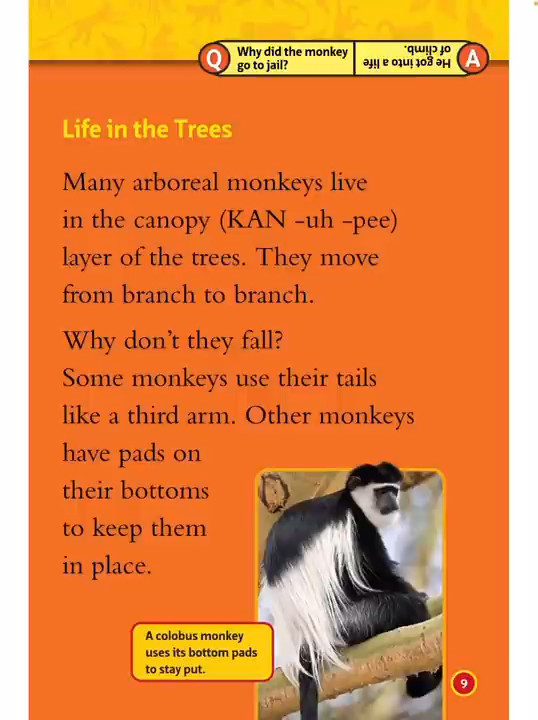 Q
Why did the monkey
go to jail?
He got into a life
of climb.
A
Life in the Trees
Many arboreal monkeys live
in the canopy (KAN -uh -pee)
layer of the trees. They move
from branch to branch.
Why don't they fall?
Some monkeys use their tails
like a third arm. Other monkeys
have pads on
their bottoms
to keep them
in place.
A colobus monkey
uses its bottom pads
to stay put.
9